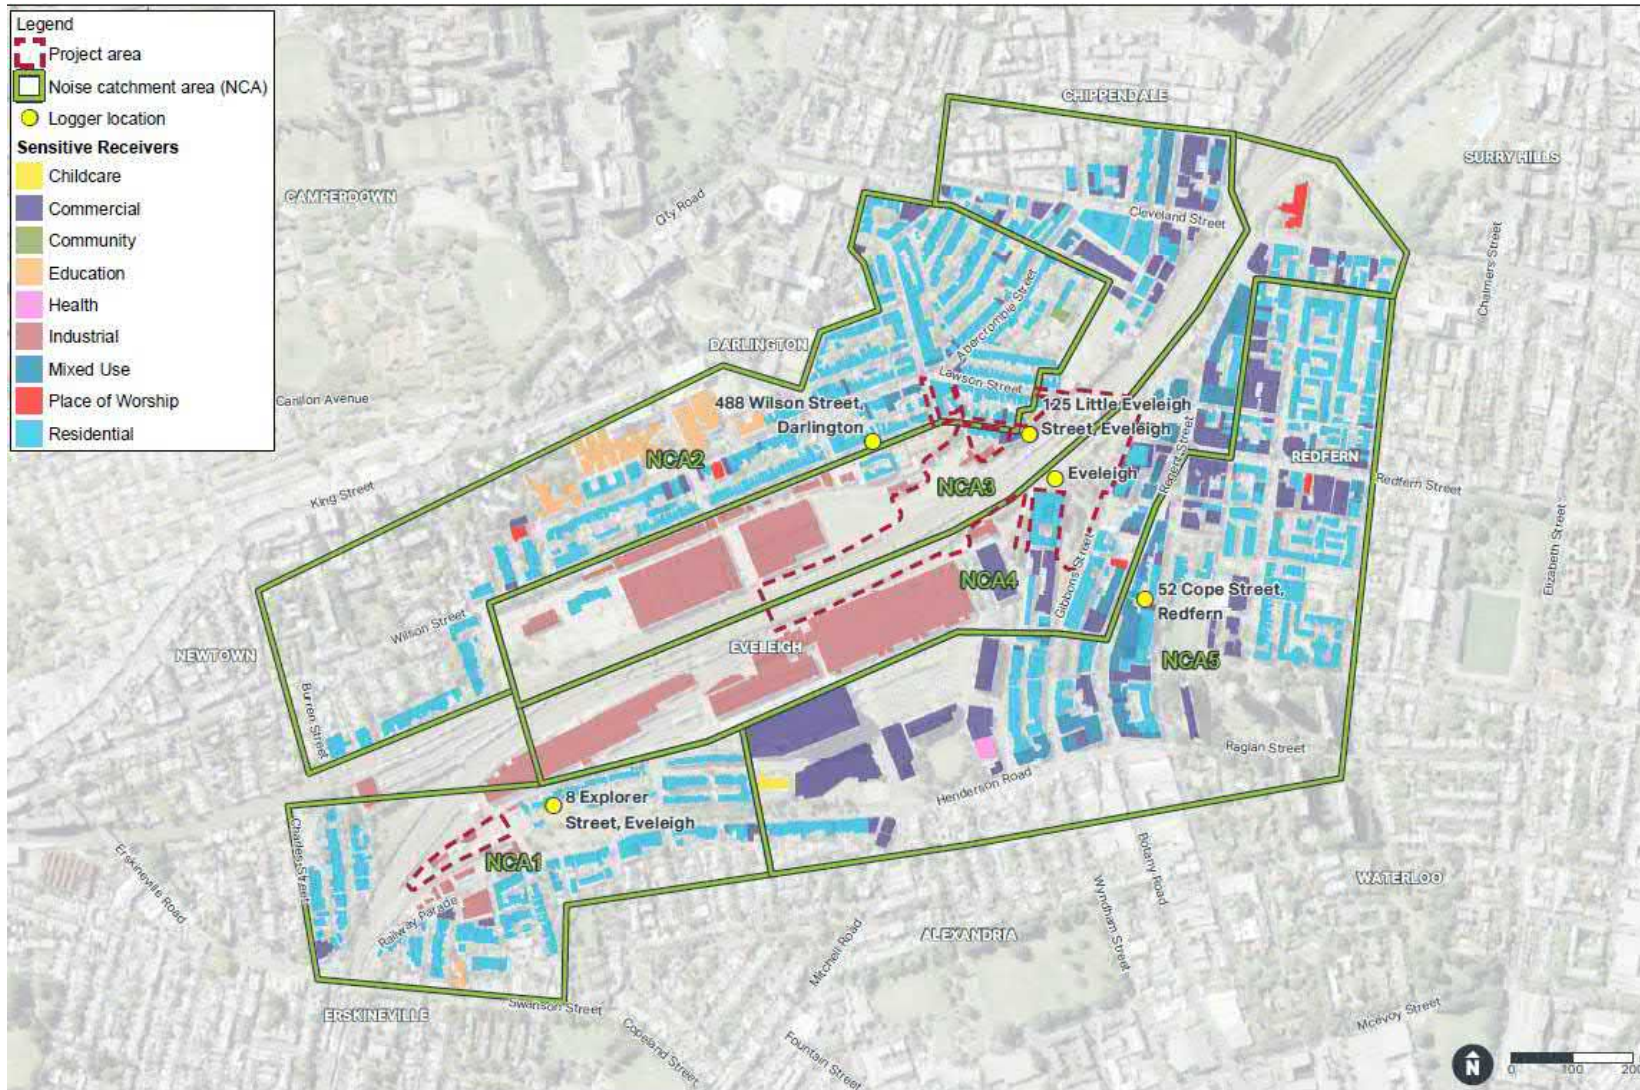 Legend
Project area
Noise catchment area (NCA)
Logger location
Sensitive Receivers
Childcare
Commercial
Community
Education
Health
Industrial
Mixed Use
Place of Worship
Residential
CHIPPENDALE
SURRY HILLS
CAMPERDOWN
City Road
Cleveland Street
Chalmers Street
Abercrombie Street
DARLINGTON
Lawson Street
Carillon Avenue
488 Wilson Street,
Darlington
125 Little Eveleigh
Street, Eveleigh
Regent Street
NCA2
REDFERN
Eveleigh
Redfern Street
King Street
NCA3
Elizabeth Street
NCA4
Gibbons Street
52 Cope Street,
Redfern
Wilson Street
NEWTOWN
EVELEIGH
NCA5
Burren Street
Raglan Street
Henderson Road
8 Explorer
Street, Eveleigh
Charles Street
NCA1
Erskineville Road
Botany Road
WATERLOO
Wyndham Street
Railway Parade
Mitchell Road
ALEXANDRIA
ERSKINEVILLE
Swanson Street
Copeland Street
Fountain Street
Mcevoy Street
N
0 100 200